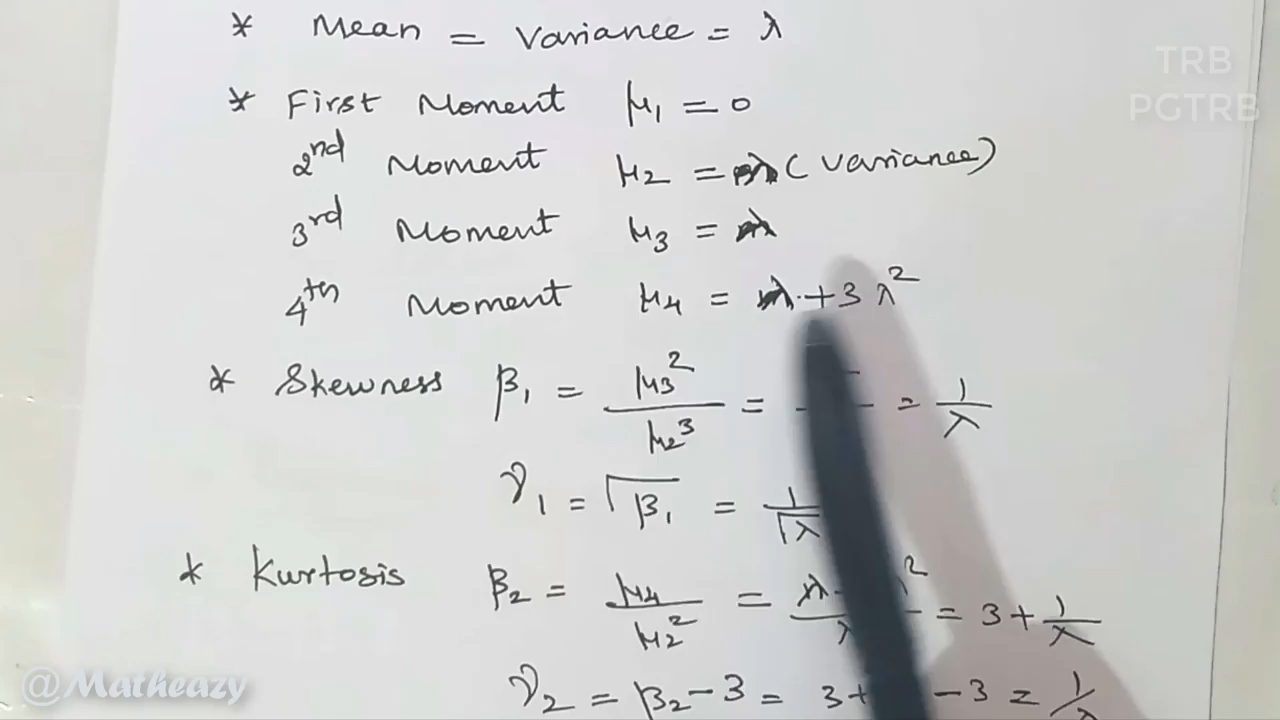 * Mean = Variance = λ
TRB
PGTRB
* First Moment μ1 = 0
2nd Moment μ2 = λ (Variance)
3rd Moment μ3 = λ
4th Moment μ4 = λ + 3λ²
* Skewness β1 = μ3² / μ2³ = = 1/λ
γ1 = √β1 = 1/√λ
* Kurtosis β2 = μ4 / μ2² = = 3 + 1/λ
γ2 = β2 - 3 = 3+ - 3 = 1/λ
@Matheazy